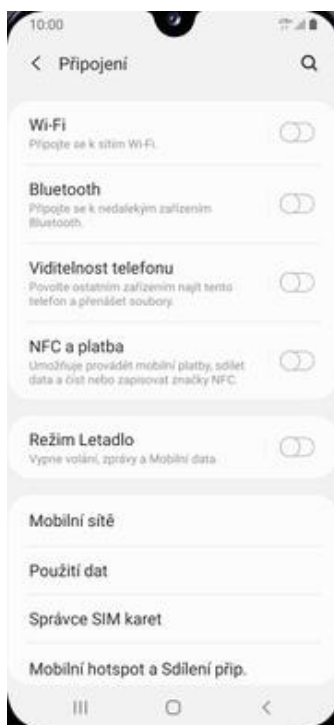 10:00
Připojení
Wi-Fi
Připojte se k sítím Wi-Fi.
Bluetooth
Připojte se k nedalekým zařízením
Bluetooth.
Viditelnost telefonu
Povolte ostatním zařízením najít tento
telefon a přenášet soubory.
NFC a platba
Umožňuje provádět mobilní platby, sdílet
data a číst nebo zapisovat značky NFC.
Režim Letadlo
Vypne volání, zprávy a Mobilní data.
Mobilní sítě
Použití dat
Správce SIM karet
Mobilní hotspot a Sdílení přip.